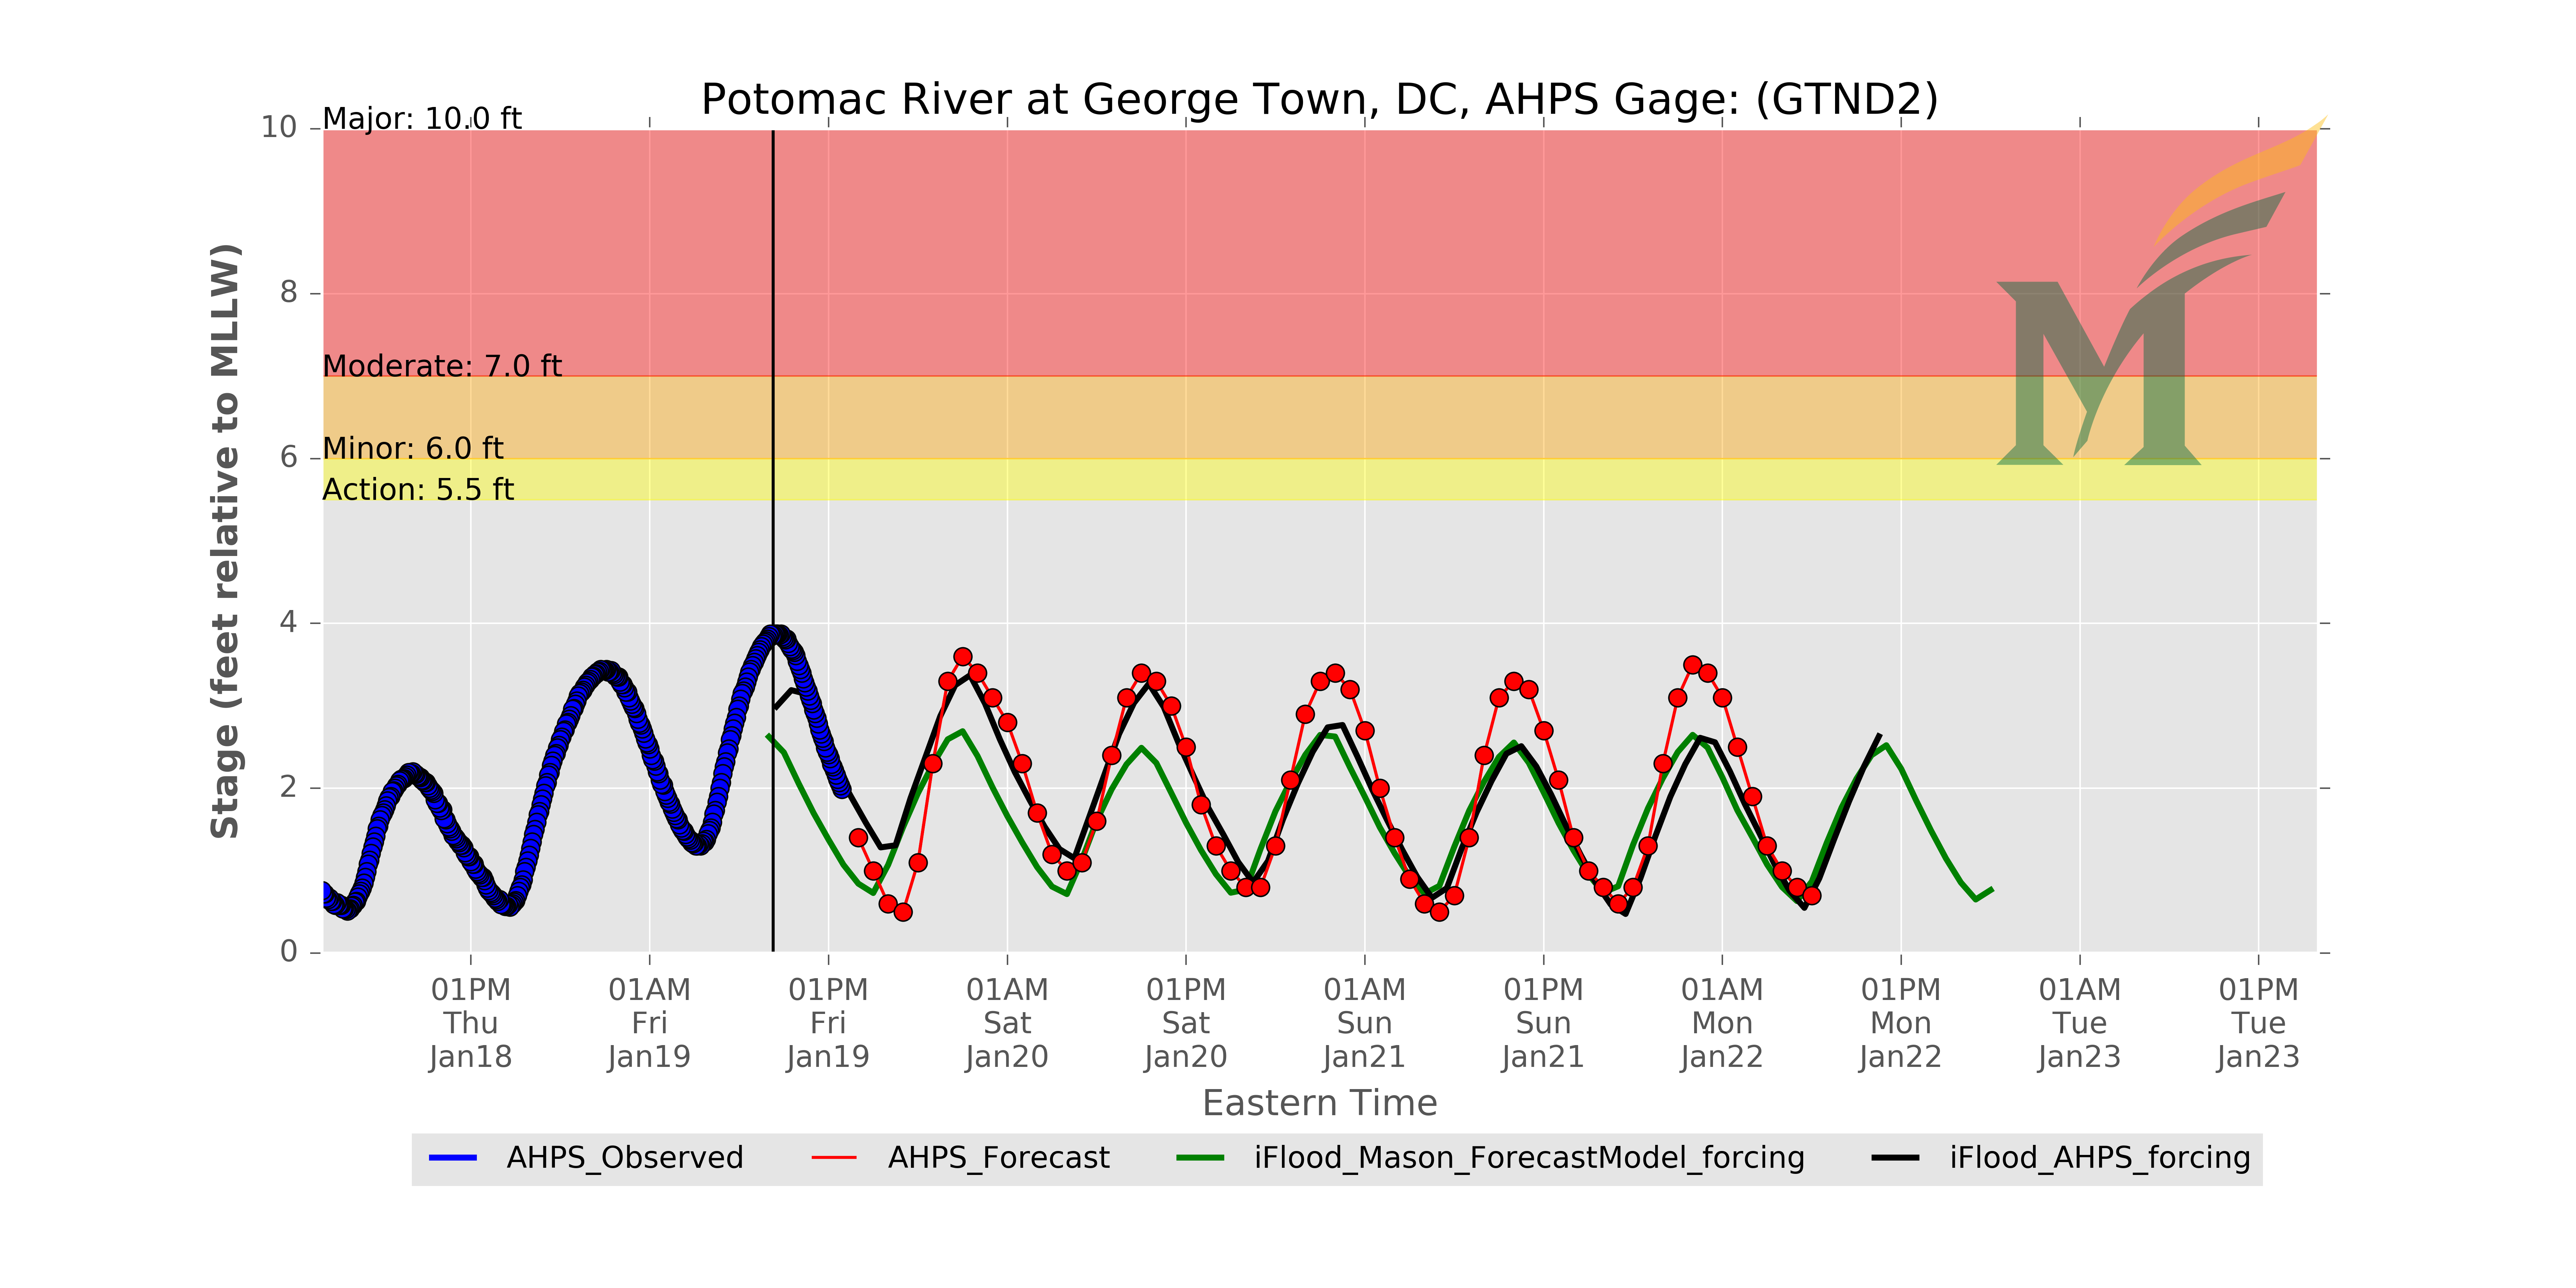 Potomac River at George Town, DC, AHPS Gage: (GTND2)
Stage (feet relative to MLLW)
10
8
6
4
2
0
Major: 10.0 ft
Moderate: 7.0 ft
Minor: 6.0 ft
Action: 5.5 ft
M
01PM 01AM 01PM 01AM 01PM 01AM 01PM 01AM 01PM 01AM 01PM
Thu Fri Fri Sat Sat Sun Sun Mon Mon Tue Tue
Jan18 Jan19 Jan19 Jan20 Jan20 Jan21 Jan21 Jan22 Jan22 Jan23 Jan23
Eastern Time
AHPS_Observed AHPS_Forecast iFlood_Mason_ForecastModel_forcing iFlood_AHPS_forcing